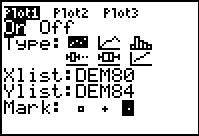 Plot1 Plot2 Plot3
On Off
Type:
Xlist:DEM80
Ylist:DEM84
Mark: ▫ + ▪